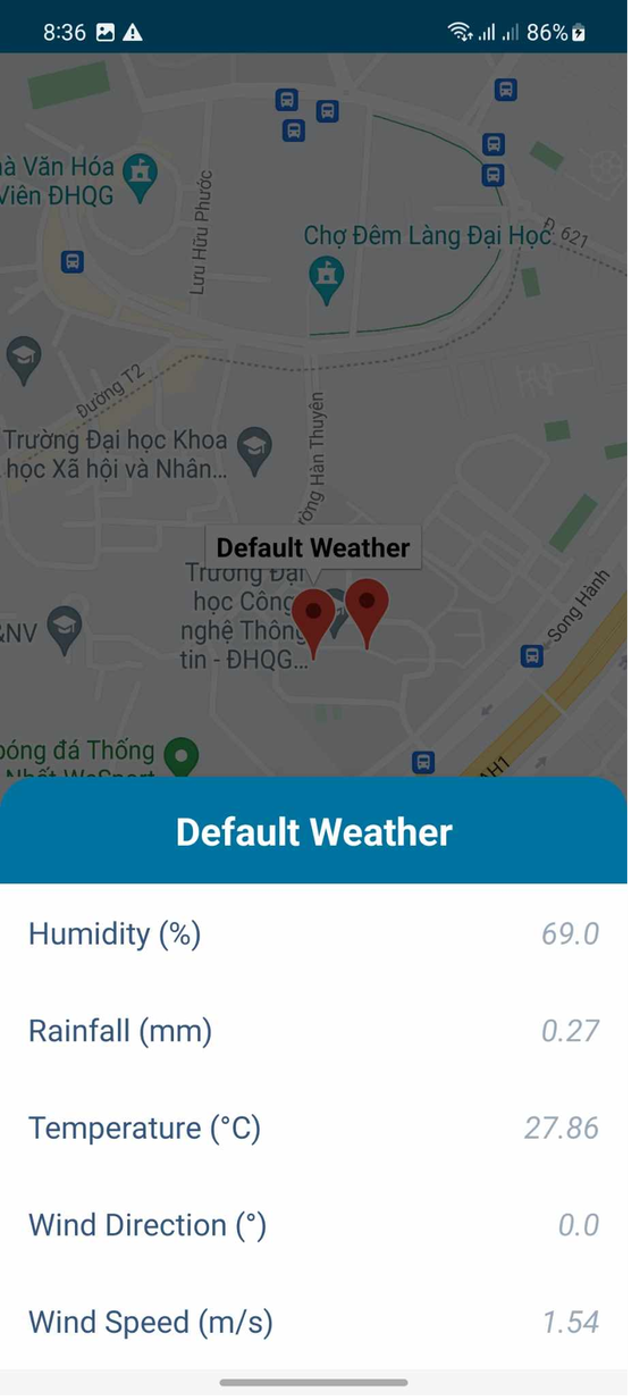 8:36
86%
à Văn Hóa
Viên ĐHQG
Lưu Hữu Phước
Chợ Đêm Làng Đại Học
Đ. 621
Đường T2
Trường Đại học Khoa
học Xã hội và Nhân...
ròng Hàn Thuyên
Default Weather
Trường Đại
học Công
nghệ Thông
tin - ĐHQG...
&NV
Song Hành
bóng đá Thống
Nhất WeSport
AH1
Default Weather
Humidity (%) 69.0
Rainfall (mm) 0.27
Temperature (°C) 27.86
Wind Direction (°) 0.0
Wind Speed (m/s) 1.54